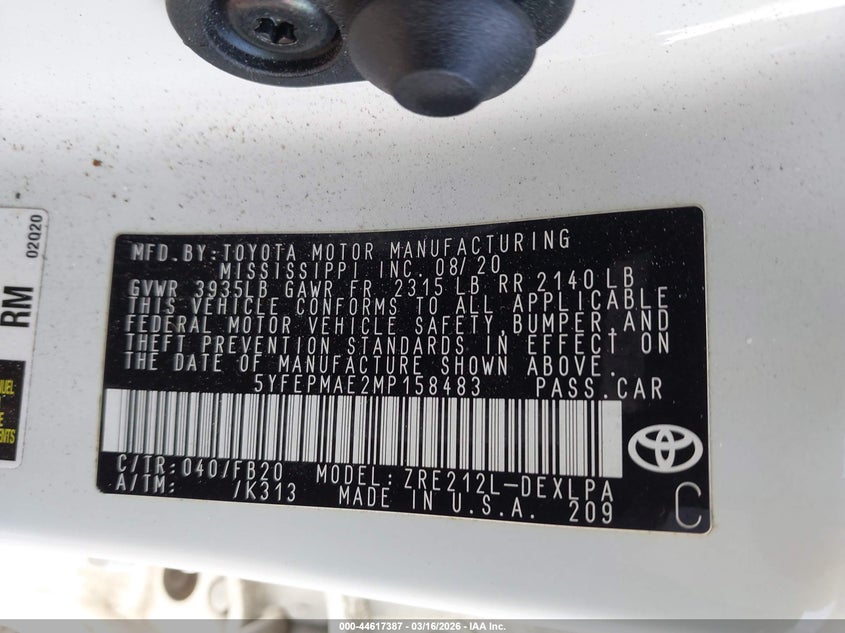 02020
RM
MFD.BY:TOYOTA MOTOR MANUFACTURING
MISSISSIPPI INC. 08/20
GVWR 3935LB GAWR FR 2315 LB RR 2140 LB
THIS VEHICLE CONFORMS TO ALL APPLICABLE
FEDERAL MOTOR VEHICLE SAFETY,BUMPER,AND
THEFT PREVENTION STANDARDS IN EFFECT ON
THE DATE OF MANUFACTURE SHOWN ABOVE.
5YFEPMAE2MP158483 PASS.CAR
C/TR:040/FB20 MODEL:ZRE212L-DEXLPA
A/TM: /K313 MADE IN U.S.A. 209
C
000-44617387 - 03/16/2026 - IAA Inc.